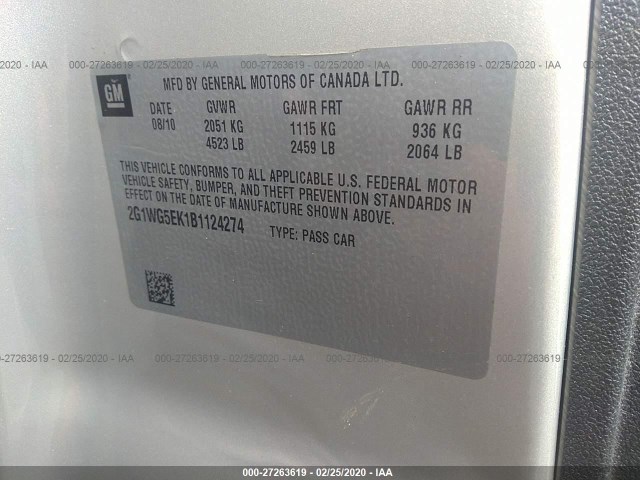 000-27263619 - 02/25/2020 - IAA
GM
MFD BY GENERAL MOTORS OF CANADA LTD.
DATE GVWR GAWR FRT GAWR RR
08/10 2051 KG 1115 KG 936 KG
4523 LB 2459 LB 2064 LB
THIS VEHICLE CONFORMS TO ALL APPLICABLE U.S. FEDERAL MOTOR
VEHICLE SAFETY, BUMPER, AND THEFT PREVENTION STANDARDS IN
EFFECT ON THE DATE OF MANUFACTURE SHOWN ABOVE.
2G1WG5EK1B1124274 TYPE: PASS CAR
000-27263619 - 02/25/2020 - IAA
000-27263619 - 02/25/2020 - IAA